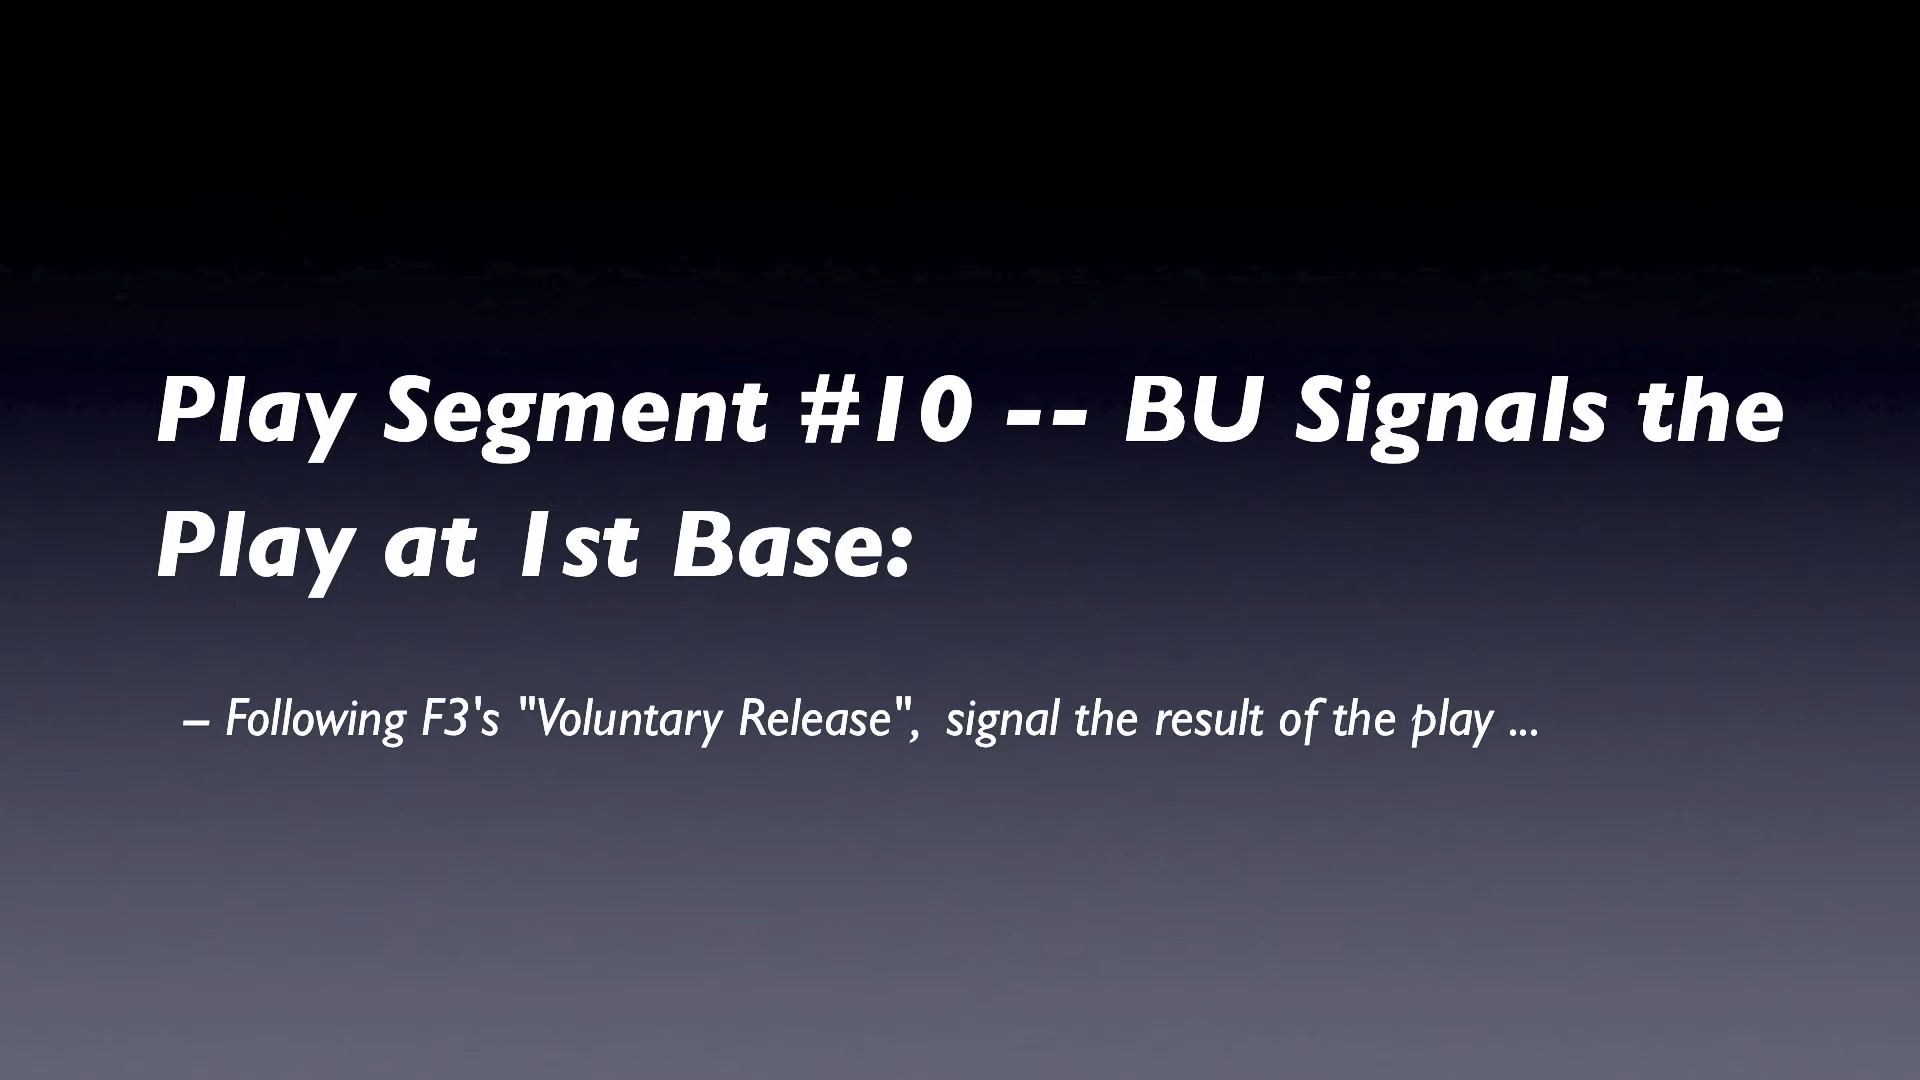 Play Segment #10 -- BU Signals the
Play at 1st Base:
– Following F3's "Voluntary Release", signal the result of the play ...